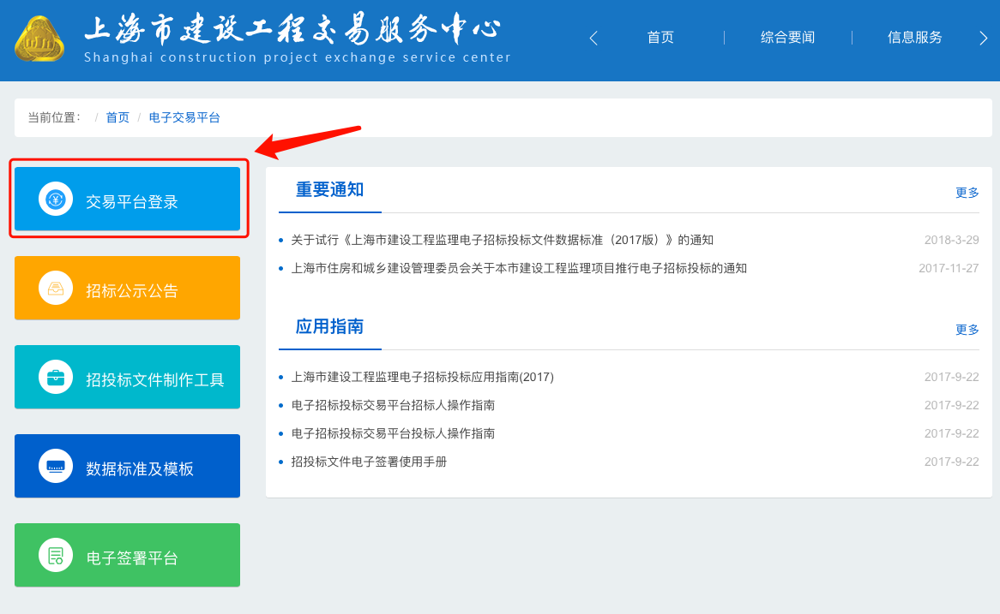 上海市建设工程交易服务中心
Shanghai construction project exchange service center
首页
综合要闻
信息服务
当前位置： / 首页 / 电子交易平台
交易平台登录
招标公示公告
招投标文件制作工具
数据标准及模板
电子签署平台
重要通知 更多
关于试行《上海市建设工程监理电子招标投标文件数据标准（2017版）》的通知 2018-3-29
上海市住房和城乡建设管理委员会关于本市建设工程监理项目推行电子招标投标的通知 2017-11-27
应用指南 更多
上海市建设工程监理电子招标投标应用指南(2017) 2017-9-22
电子招标投标交易平台招标人操作指南 2017-9-22
电子招标投标交易平台投标人操作指南 2017-9-22
招投标文件电子签署使用手册 2017-9-22